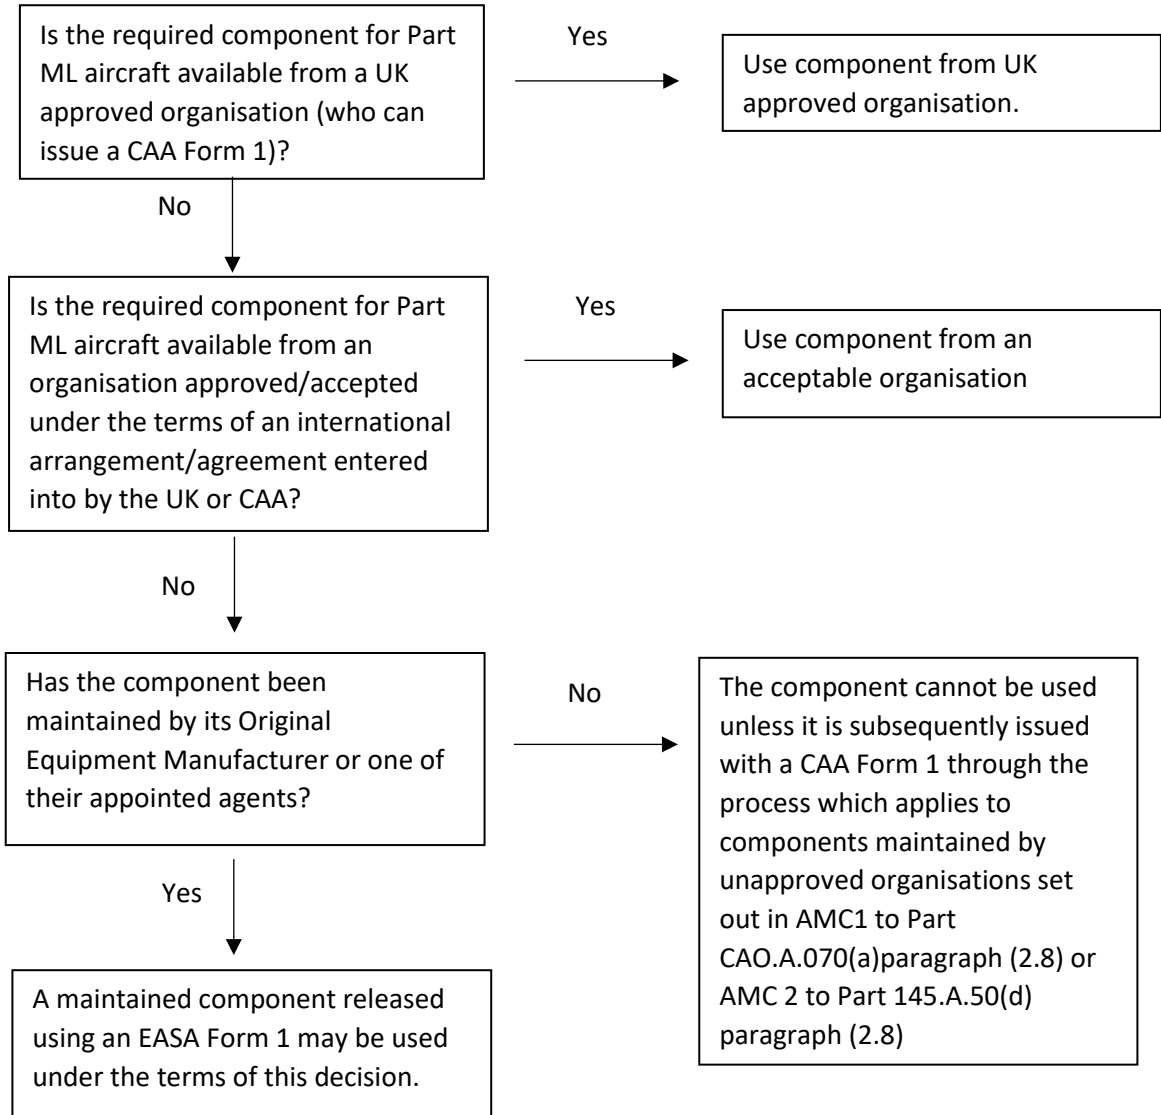 Is the required component for Part
ML aircraft available from a UK
approved organisation (who can
issue a CAA Form 1)?
Yes
Use component from UK
approved organisation.
No
Is the required component for Part
ML aircraft available from an
organisation approved/accepted
under the terms of an international
arrangement/agreement entered
into by the UK or CAA?
Yes
Use component from an
acceptable organisation
No
Has the component been
maintained by its Original
Equipment Manufacturer or one of
their appointed agents?
No
The component cannot be used
unless it is subsequently issued
with a CAA Form 1 through the
process which applies to
components maintained by
unapproved organisations set
out in AMC1 to Part
CAO.A.070(a)paragraph (2.8) or
AMC 2 to Part 145.A.50(d)
paragraph (2.8)
Yes
A maintained component released
using an EASA Form 1 may be used
under the terms of this decision.